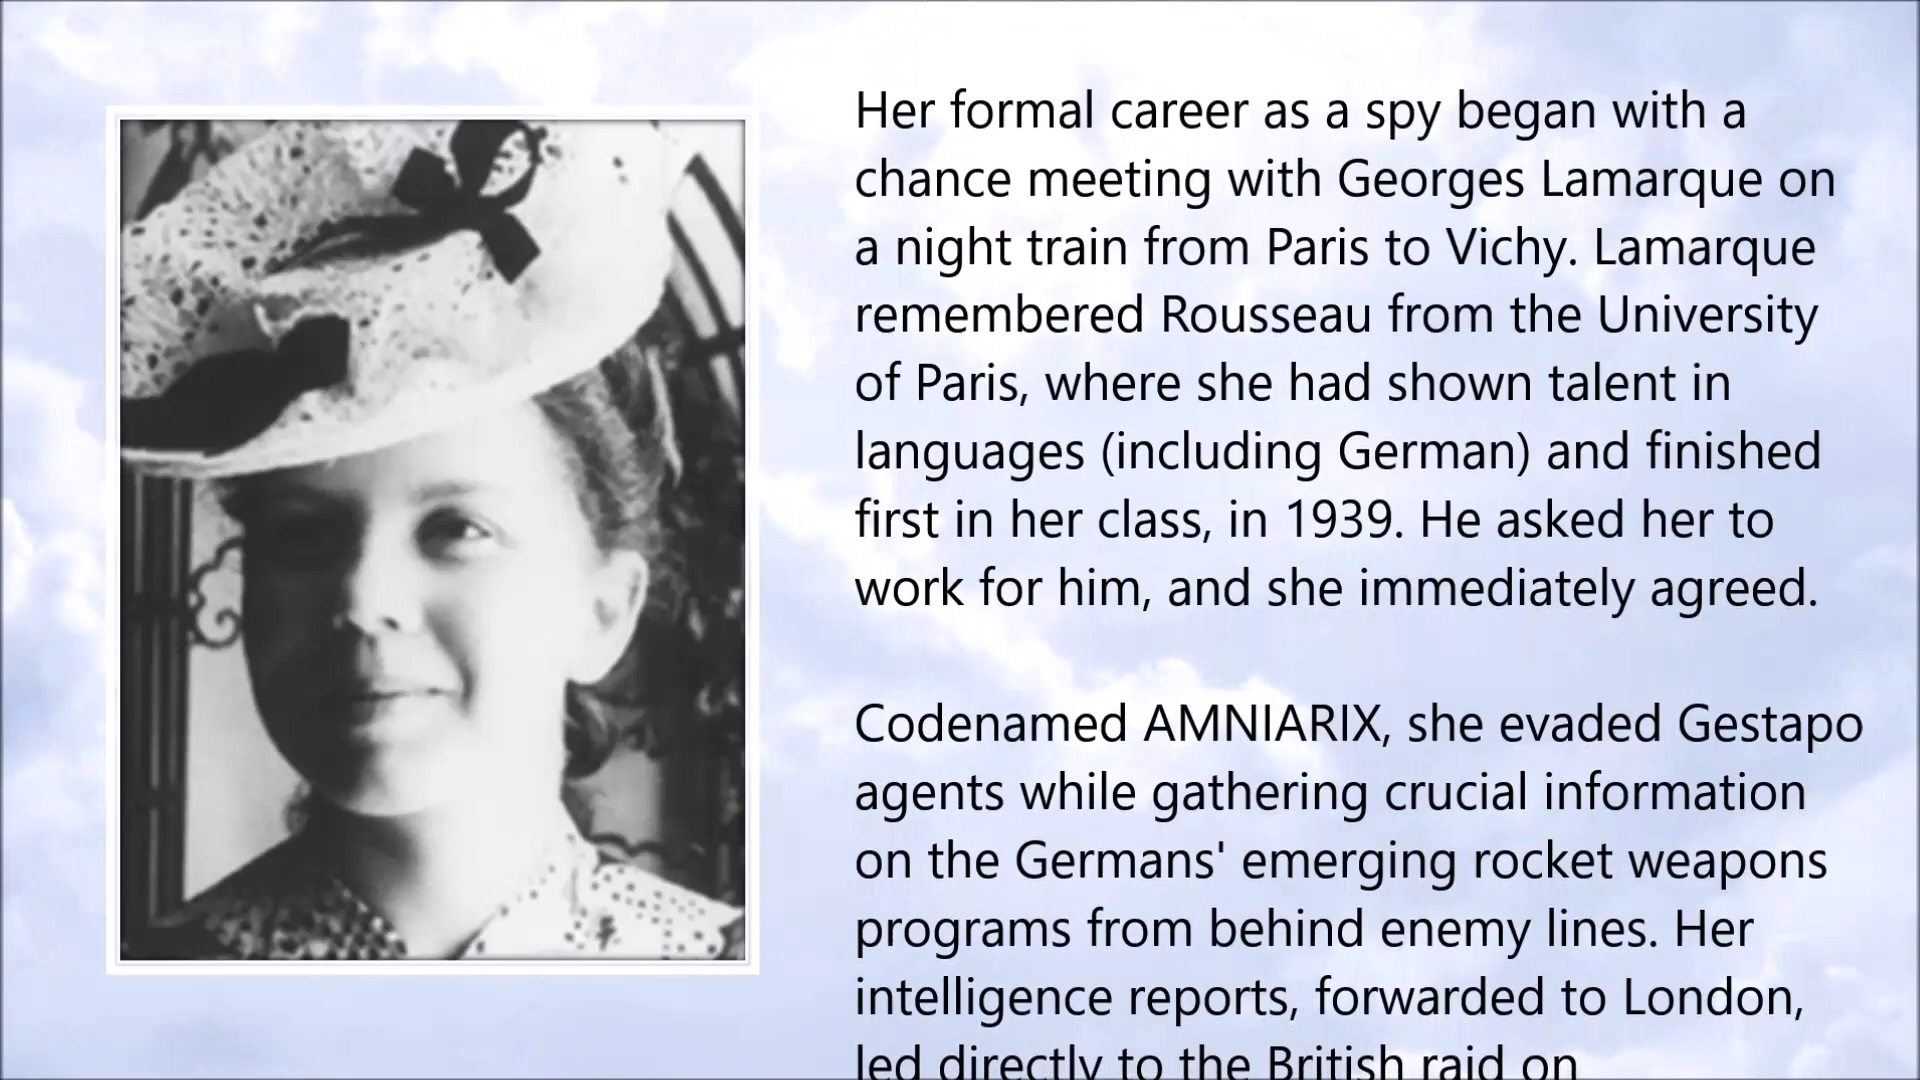 Her formal career as a spy began with a
chance meeting with Georges Lamarque on
a night train from Paris to Vichy. Lamarque
remembered Rousseau from the University
of Paris, where she had shown talent in
languages (including German) and finished
first in her class, in 1939. He asked her to
work for him, and she immediately agreed.
Codenamed AMNIARIX, she evaded Gestapo
agents while gathering crucial information
on the Germans' emerging rocket weapons
programs from behind enemy lines. Her
intelligence reports, forwarded to London,
led directly to the British raid on